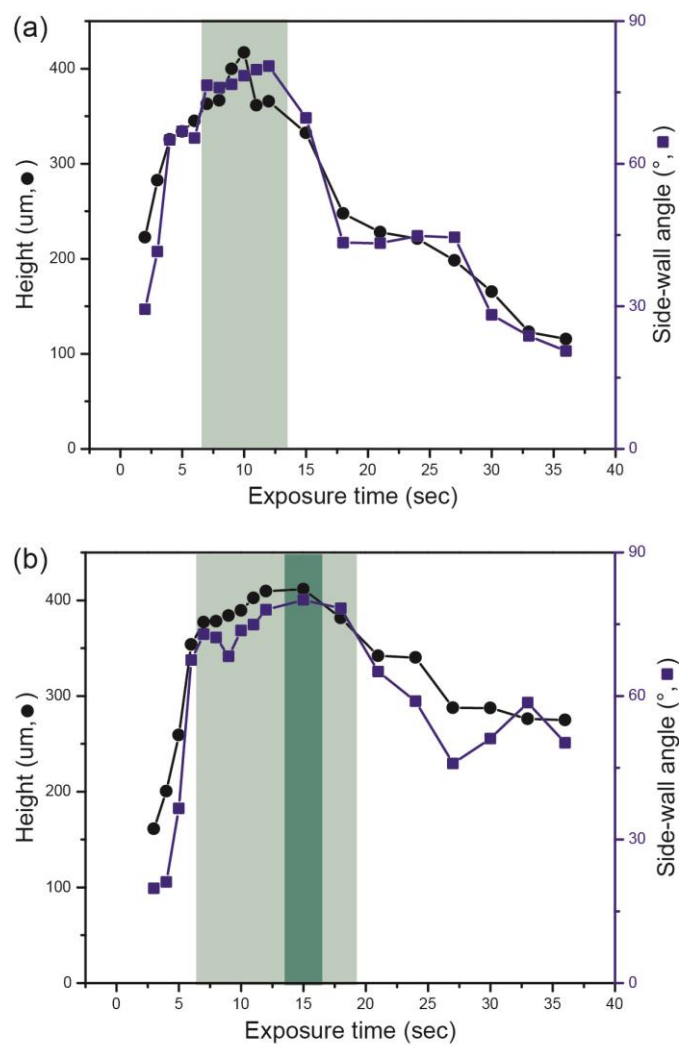 (a)
400
300
200
100
0
Height (um, ●)
90
60
30
0
Side-wall angle (°, ■)
0 5 10 15 20 25 30 35 40
Exposure time (sec)
(b)
400
300
200
100
0
Height (um, ●)
90
60
30
0
Side-wall angle (°, ■)
0 5 10 15 20 25 30 35 40
Exposure time (sec)